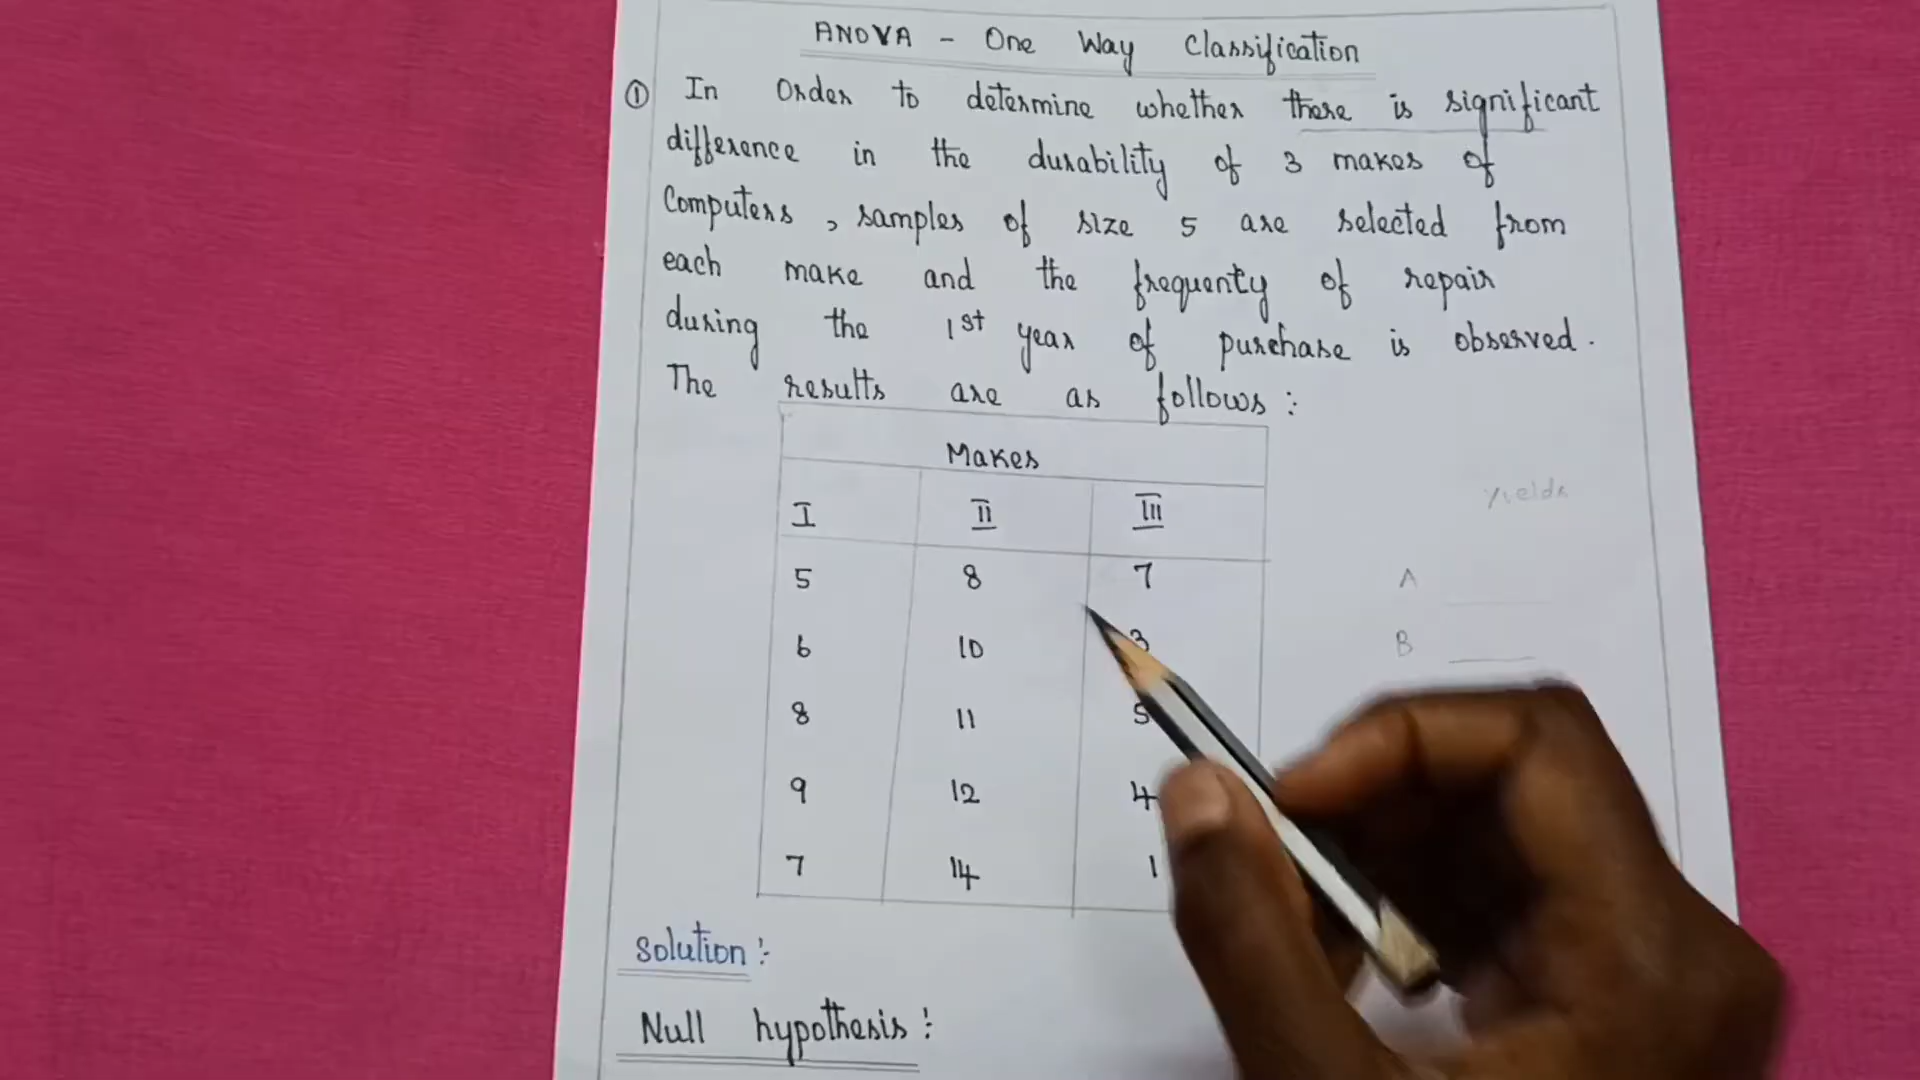 ANOVA - One Way Classification
① In Order to determine whether there is significant
difference in the durability of 3 makes of
Computers, samples of size 5 are selected from
each make and the frequenty of repair
during the 1st year of purchase is observed.
The results are as follows :
Makes
I II III
5 8 7
6 10 3
8 11 5
9 12 4
7 14 1
yields
A
B
Solution :
Null hypothesis :